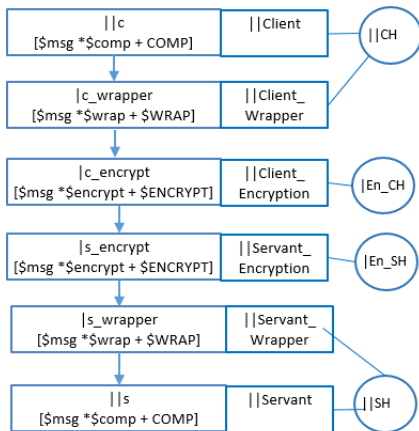 ||c
[$msg *$comp + COMP]
||Client
||CH
|c_wrapper
[$msg *$wrap + $WRAP]
||Client_
Wrapper
|c_encrypt
[$msg *$encrypt + $ENCRYPT]
||Client_
Encryption
|En_CH
|s_encrypt
[$msg *$encrypt + $ENCRYPT]
||Servant_
Encryption
|En_SH
|s_wrapper
[$msg *$wrap + $WRAP]
||Servant_
Wrapper
||s
[$msg *$comp + COMP]
||Servant
||SH